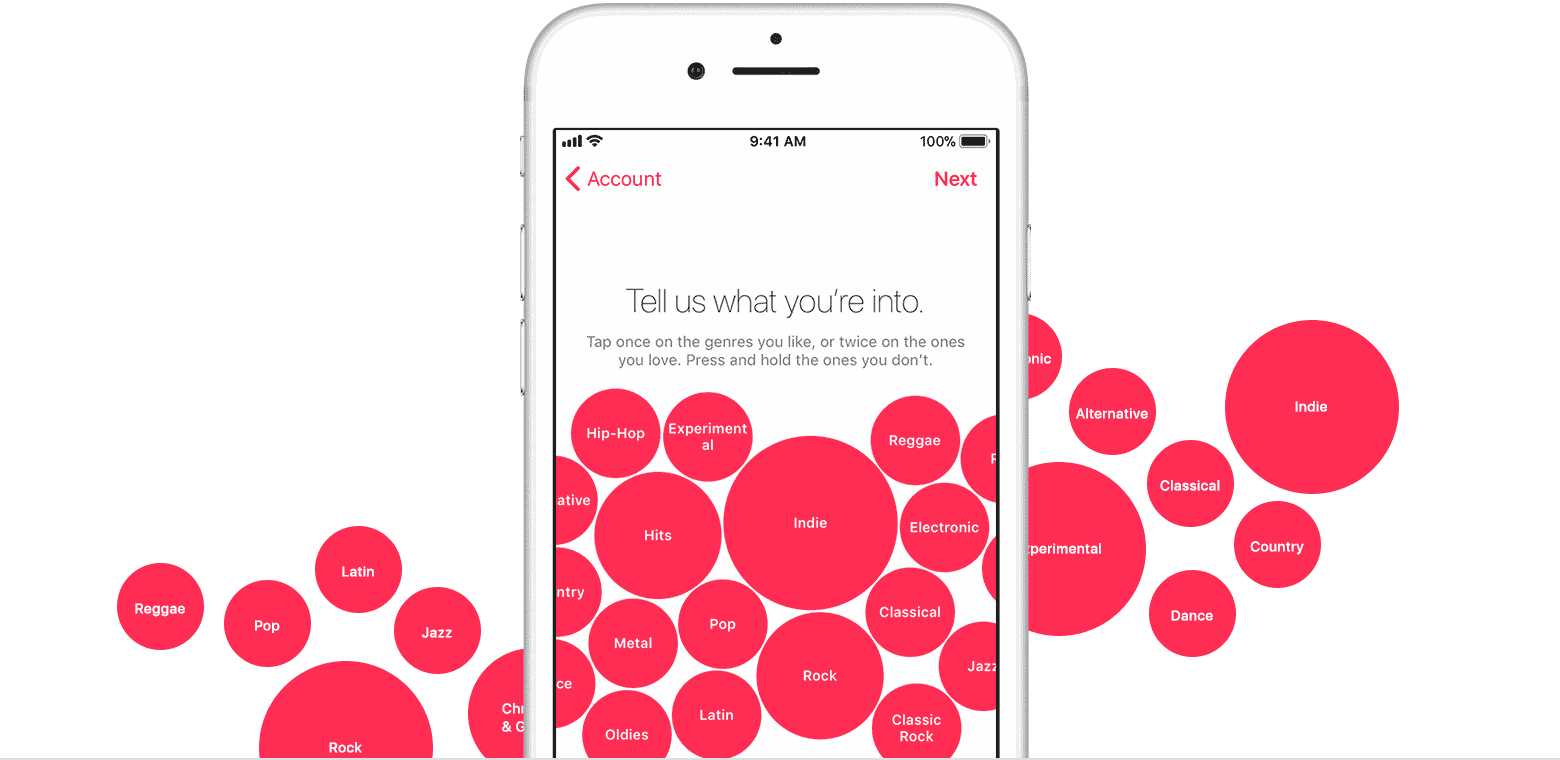 9:41 AM
100%
Account
Next
Tell us what you're into.
Tap once on the genres you like, or twice on the ones
you love. Press and hold the ones you don't.
Hip-Hop
Experiment
al
Reggae
ative
Hits
Indie
Electronic
ntry
Metal
Pop
Classical
Rock
Jazz
ce
Oldies
Latin
Classic
Rock
Reggae
Pop
Latin
Jazz
Rock
Chr
& G
onic
Alternative
Indie
Classical
Country
xperimental
Dance